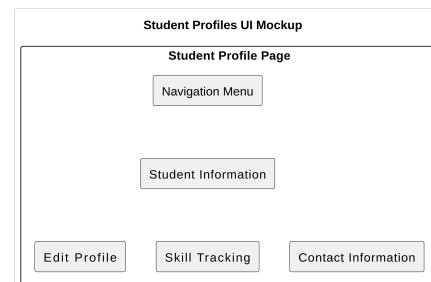 Student Profiles UI Mockup
Student Profile Page
Navigation Menu
Student Information
Edit Profile
Skill Tracking
Contact Information